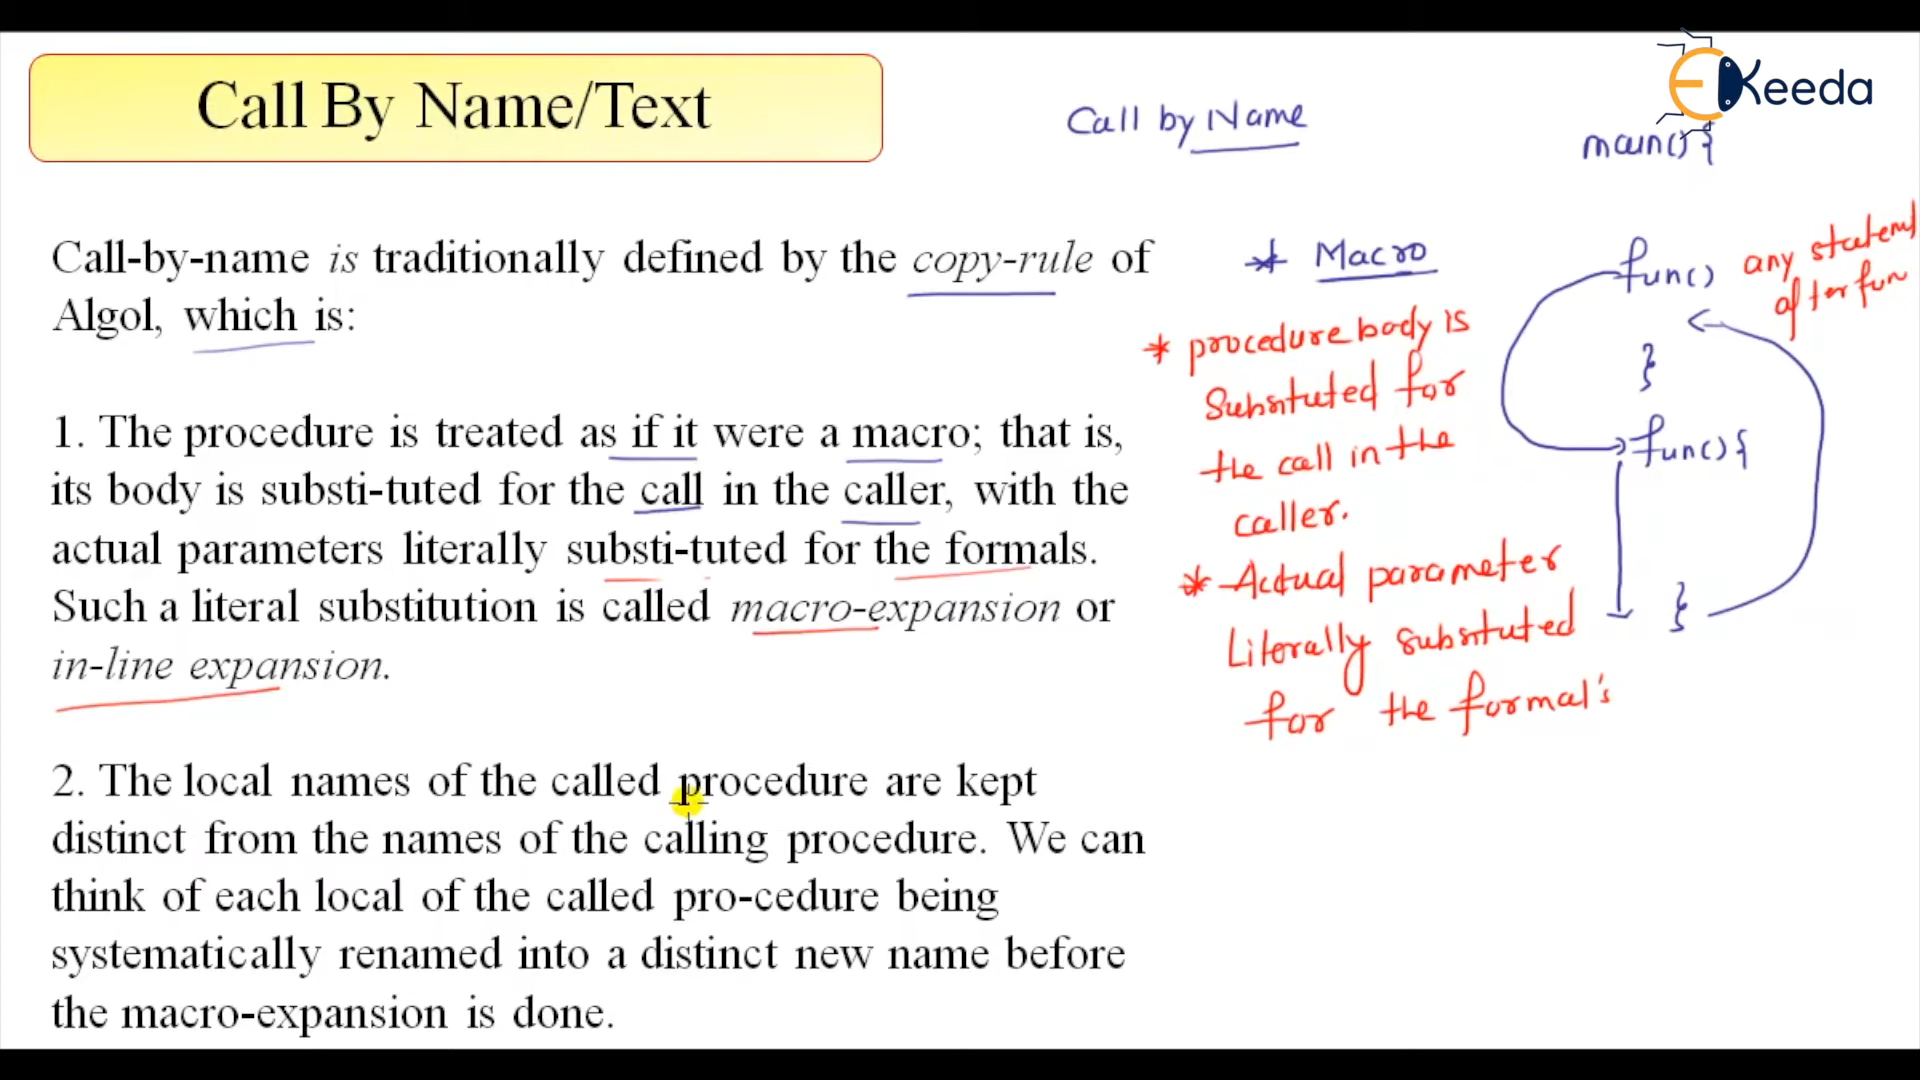 Call By Name/Text
Call-by-name is traditionally defined by the copy-rule of
Algol, which is:
1. The procedure is treated as if it were a macro; that is,
its body is substi-tuted for the call in the caller, with the
actual parameters literally substi-tuted for the formals.
Such a literal substitution is called macro-expansion or
in-line expansion.
2. The local names of the called procedure are kept
distinct from the names of the calling procedure. We can
think of each local of the called pro-cedure being
systematically renamed into a distinct new name before
the macro-expansion is done.
Call by Name
* Macro
* procedure body is
Substituted for
the call in the
caller.
* Actual parameter
Literally substituted
for the formal's
Keeda
main() {
func()
any statement
after fun
}
func() {
}